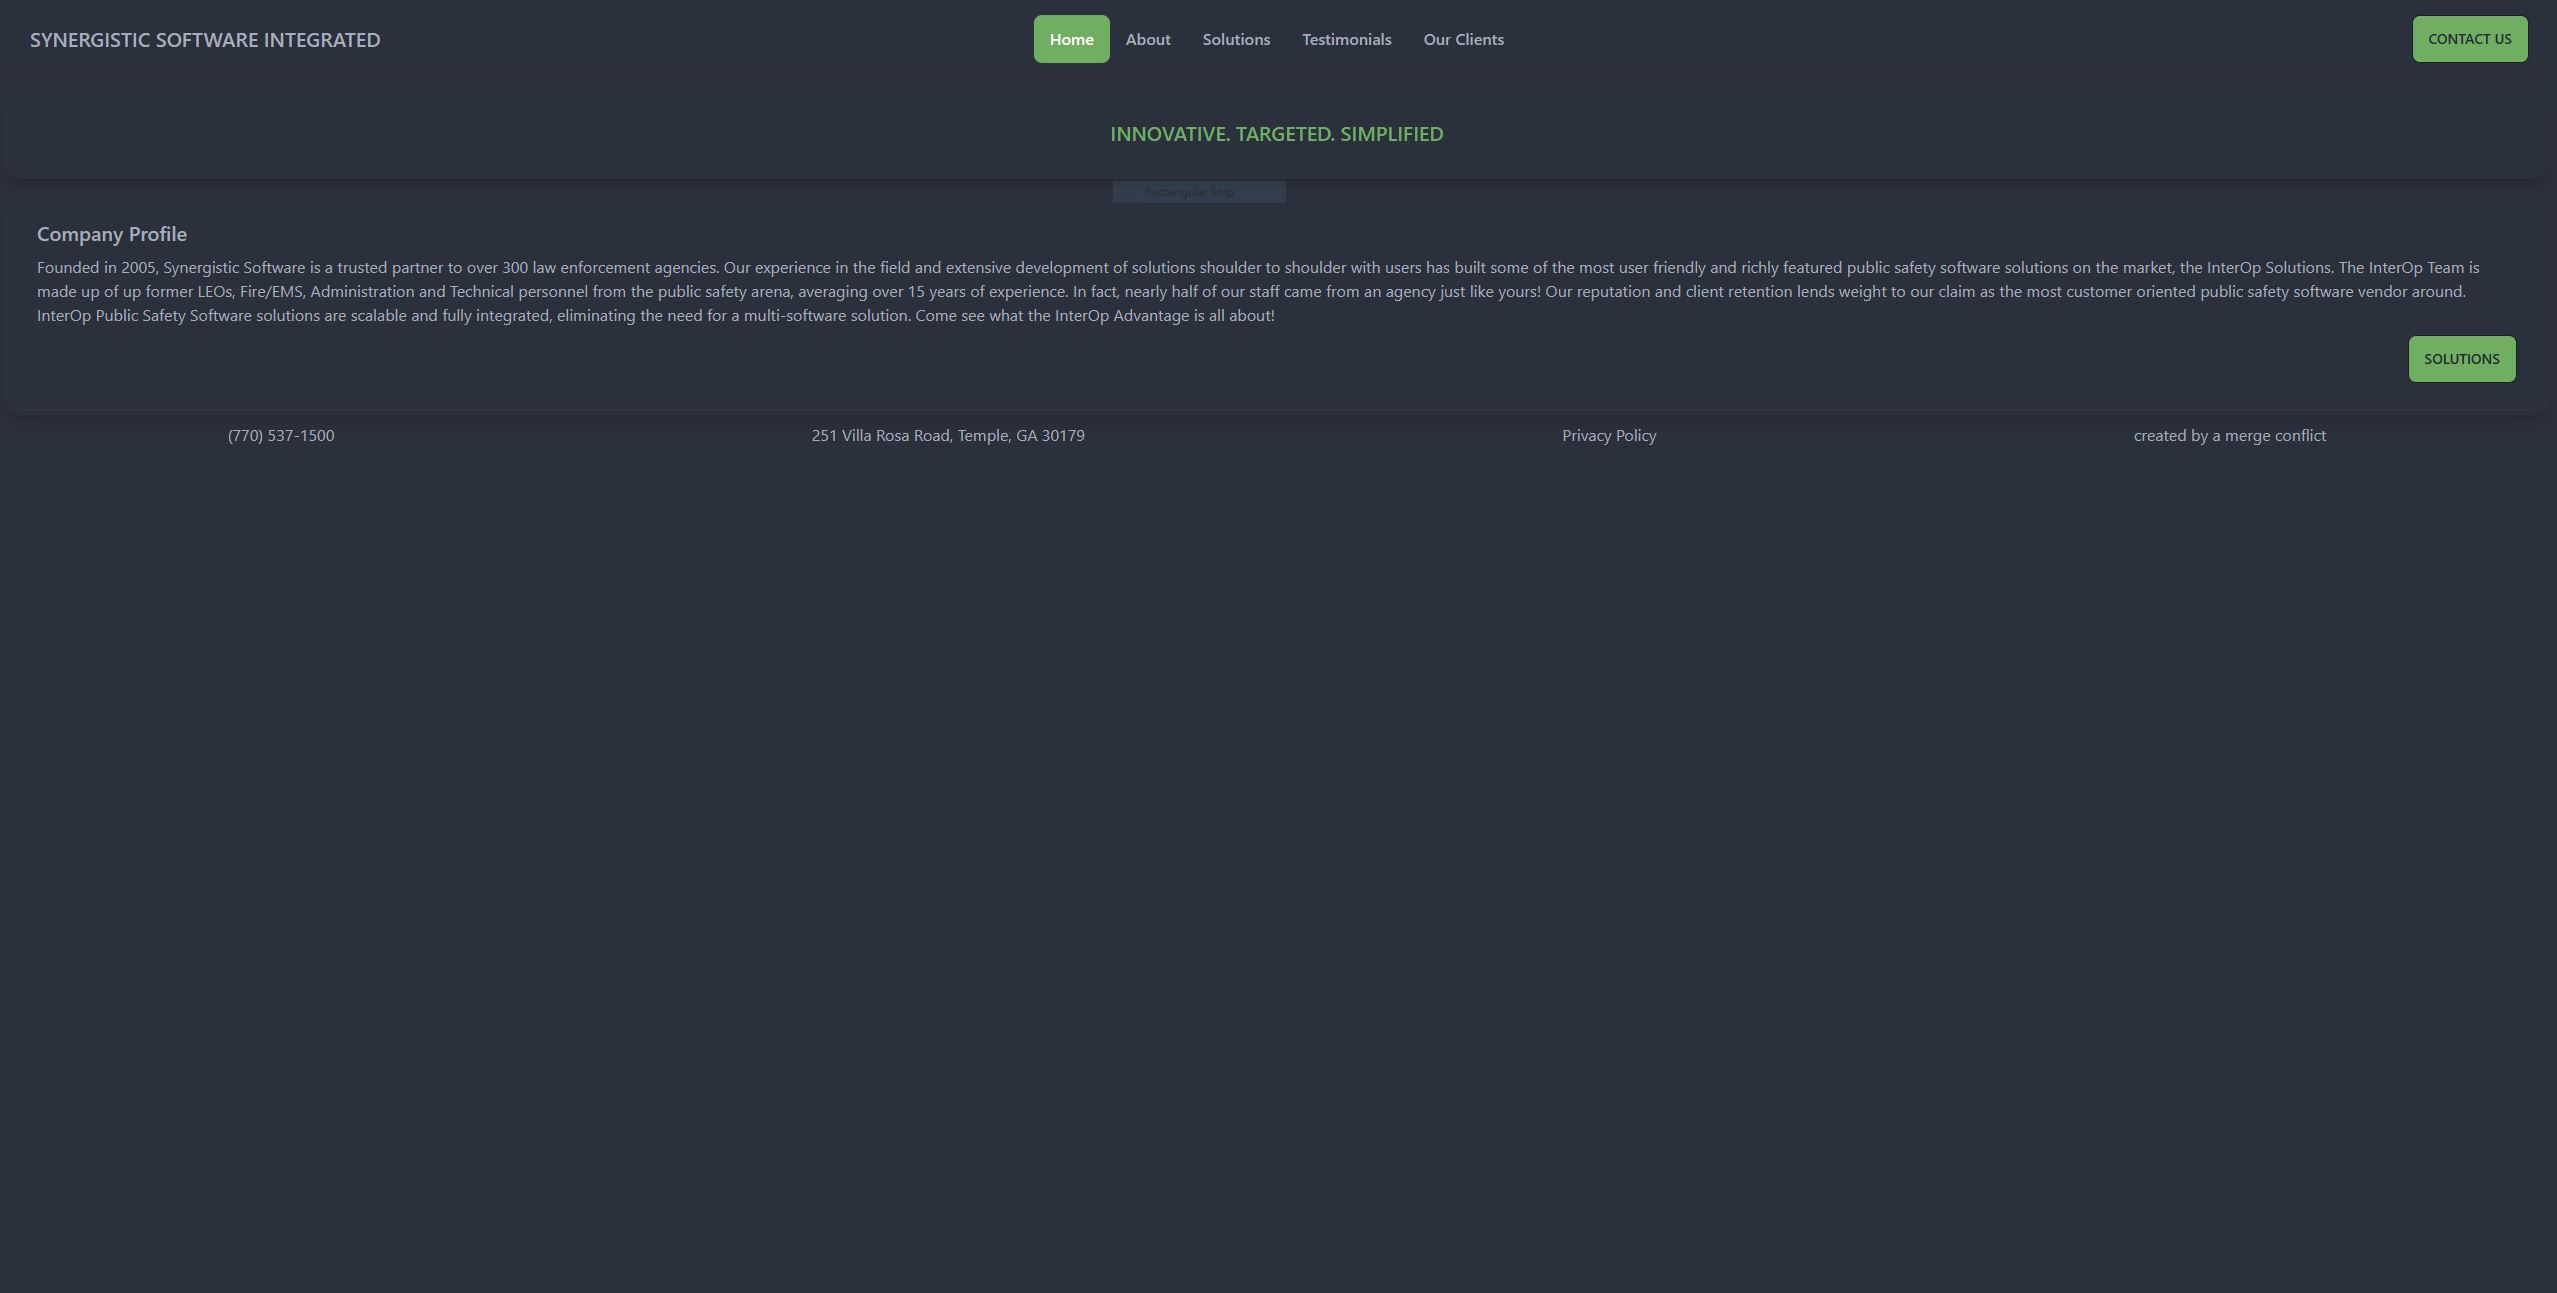 SYNERGISTIC SOFTWARE INTEGRATED
Home
About
Solutions
Testimonials
Our Clients
CONTACT US
INNOVATIVE. TARGETED. SIMPLIFIED
Rectangular Snip
Company Profile
Founded in 2005, Synergistic Software is a trusted partner to over 300 law enforcement agencies. Our experience in the field and extensive development of solutions shoulder to shoulder with users has built some of the most user friendly and richly featured public safety software solutions on the market, the InterOp Solutions. The InterOp Team is
made up of up former LEOs, Fire/EMS, Administration and Technical personnel from the public safety arena, averaging over 15 years of experience. In fact, nearly half of our staff came from an agency just like yours! Our reputation and client retention lends weight to our claim as the most customer oriented public safety software vendor around.
InterOp Public Safety Software solutions are scalable and fully integrated, eliminating the need for a multi-software solution. Come see what the InterOp Advantage is all about!
SOLUTIONS
(770) 537-1500
251 Villa Rosa Road, Temple, GA 30179
Privacy Policy
created by a merge conflict